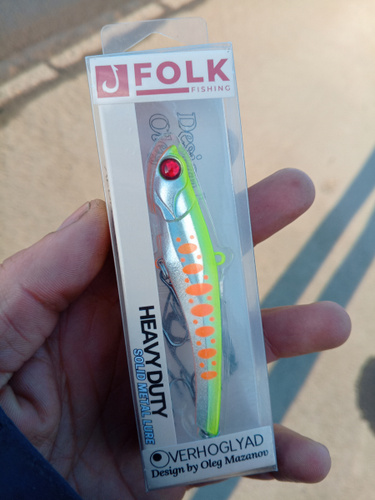 FOLK
FISHING
HEAVY DUTY
SOLID METAL LURE
OVERHOGLYAD
Design by Oleg Mazanov